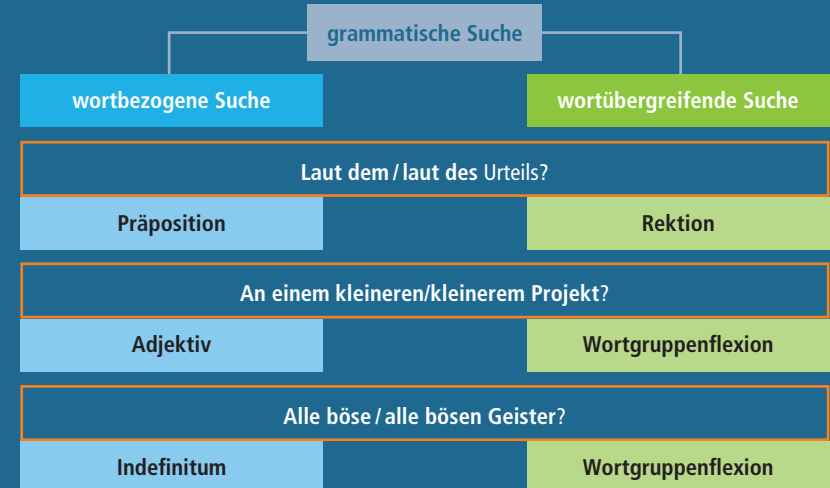 grammatische Suche
wortbezogene Suche
wortübergreifende Suche
Laut dem / laut des Urteils?
Präposition
Rektion
An einem kleineren/kleinerem Projekt?
Adjektiv
Wortgruppenflexion
Alle böse / alle bösen Geister?
Indefinitum
Wortgruppenflexion